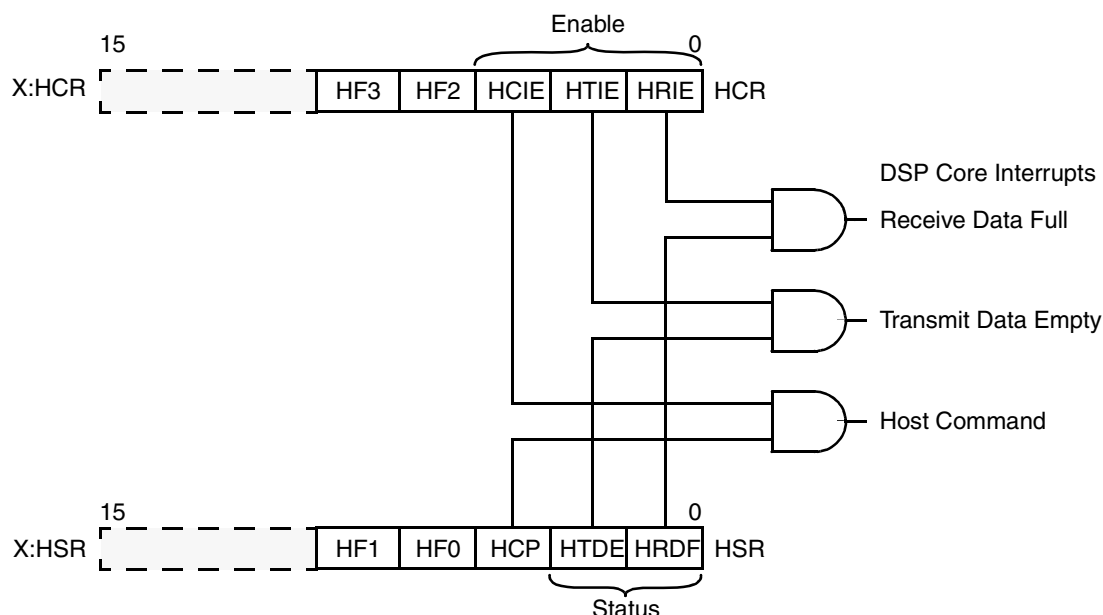 Enable
15 0
X:HCR HF3 HF2 HCIE HTIE HRIE HCR
DSP Core Interrupts
Receive Data Full
Transmit Data Empty
Host Command
15 0
X:HSR HF1 HF0 HCP HTDE HRDF HSR
Status